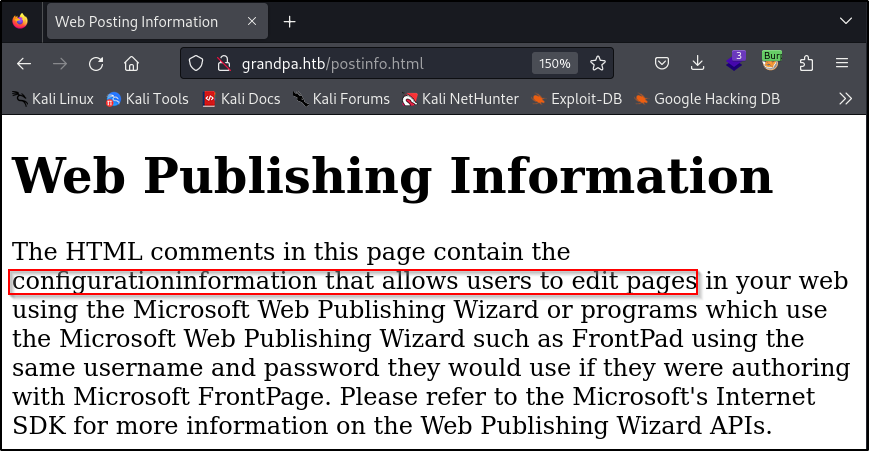 Web Posting Information
grandpa.htb/postinfo.html 150% 3 Burp
Kali Linux Kali Tools Kali Docs Kali Forums Kali NetHunter Exploit-DB Google Hacking DB
Web Publishing Information
The HTML comments in this page contain the
configurationinformation that allows users to edit pages in your web
using the Microsoft Web Publishing Wizard or programs which use
the Microsoft Web Publishing Wizard such as FrontPad using the
same username and password they would use if they were authoring
with Microsoft FrontPage. Please refer to the Microsoft's Internet
SDK for more information on the Web Publishing Wizard APIs.